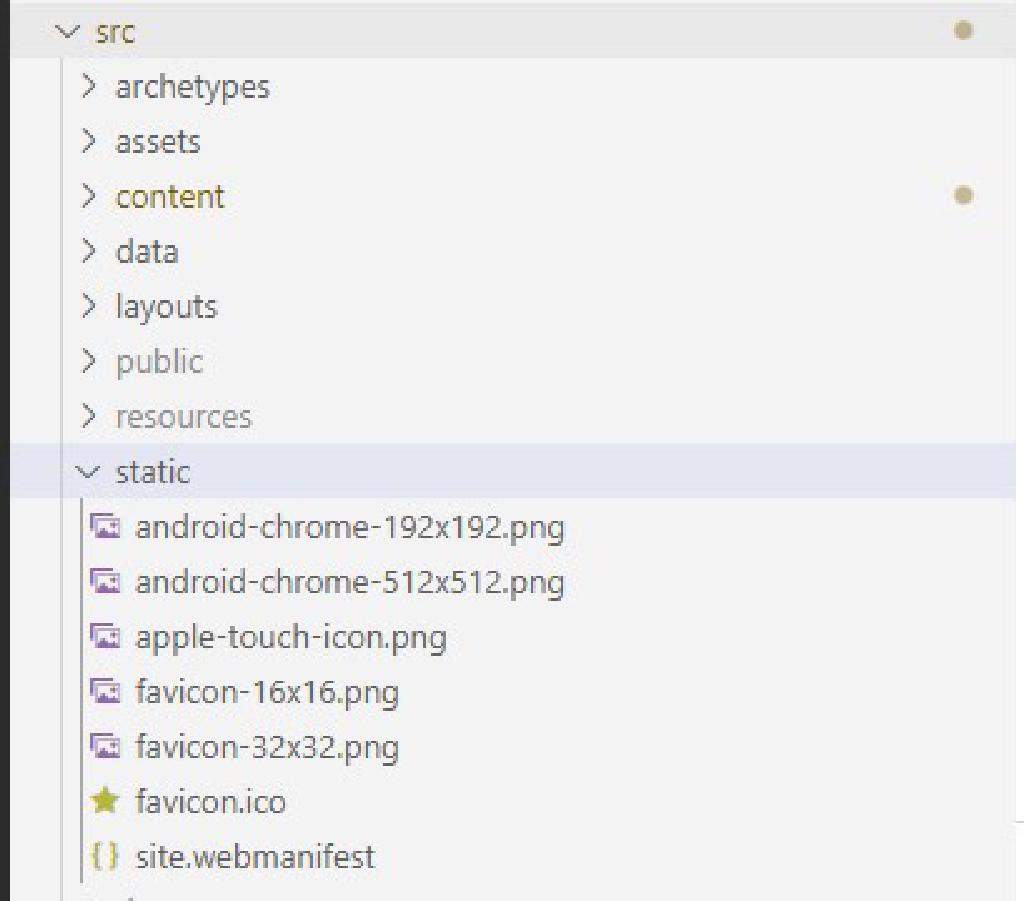 src
archetypes
assets
content
data
layouts
public
resources
static
android-chrome-192x192.png
android-chrome-512x512.png
apple-touch-icon.png
favicon-16x16.png
favicon-32x32.png
favicon.ico
site.webmanifest